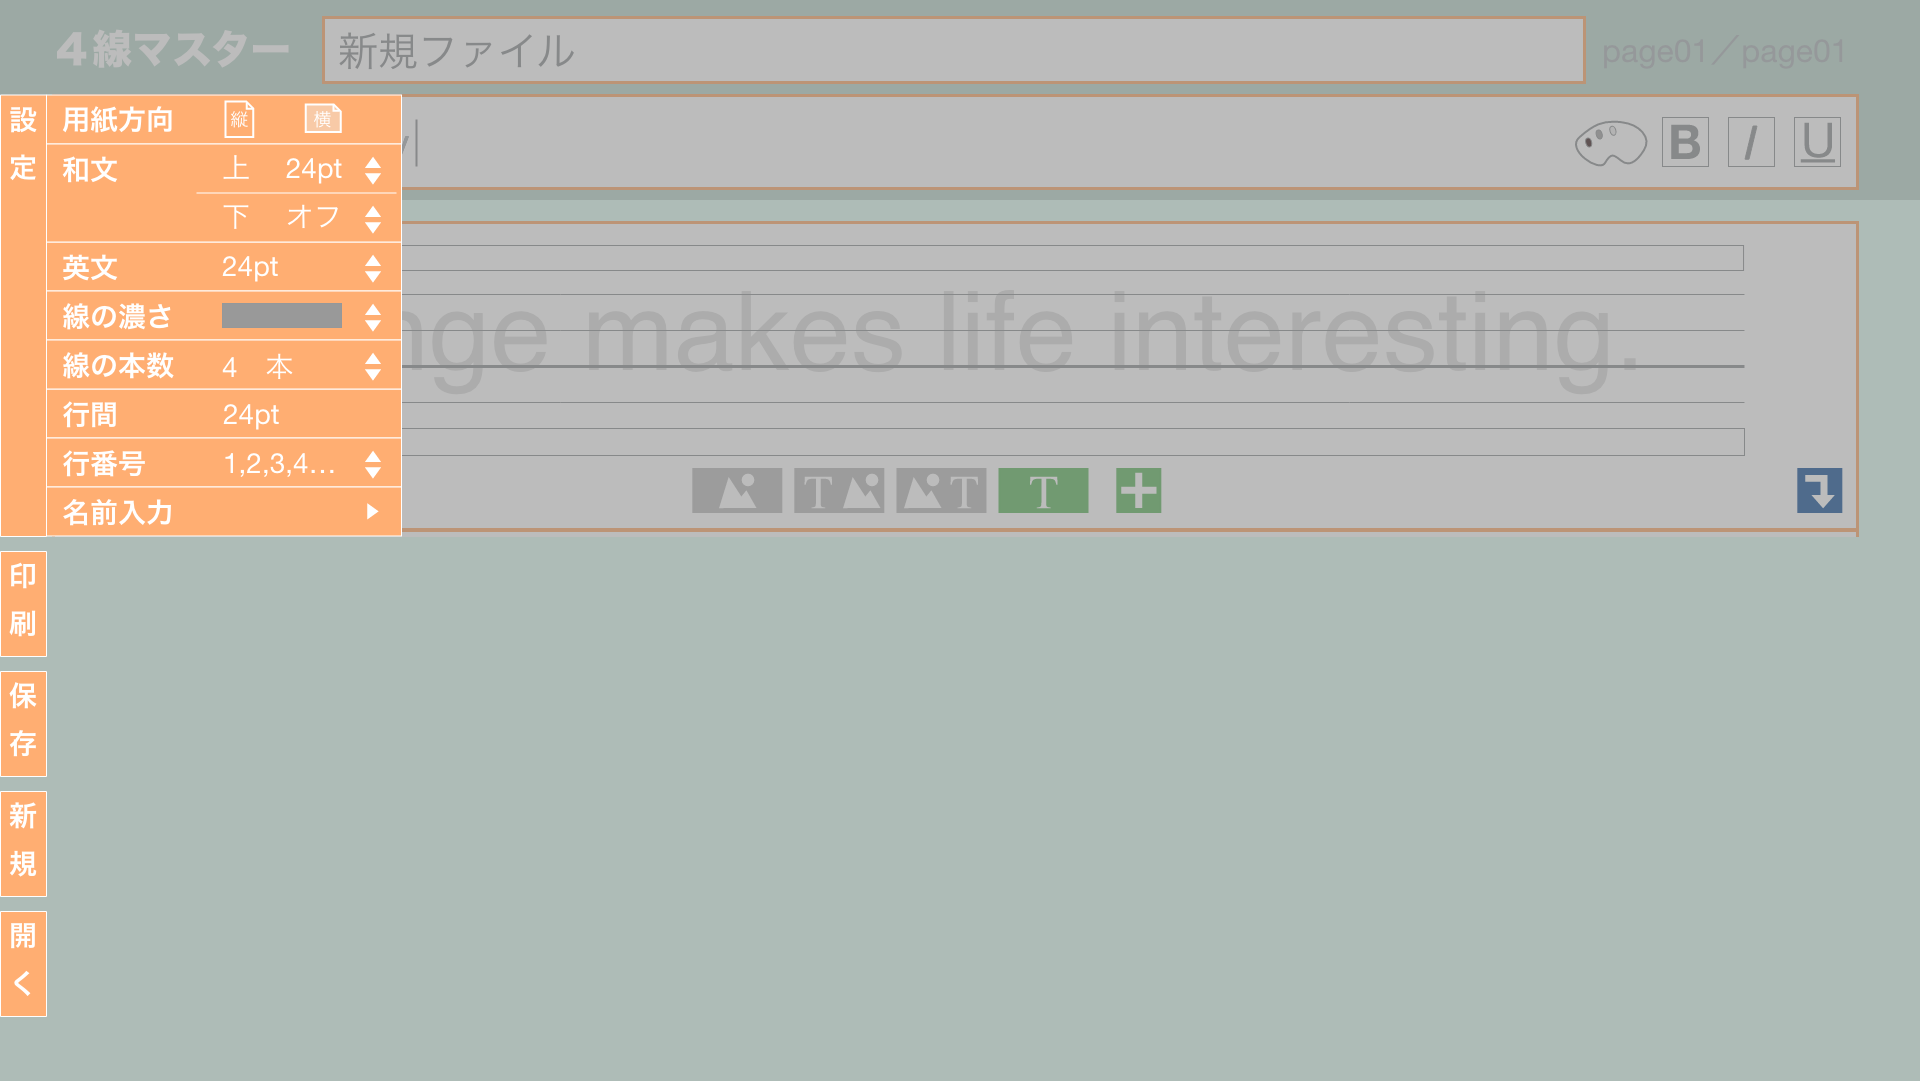 4線マスター
新規ファイル
page01／page01
設定
用紙方向 縦 横
和文 上 24pt
下 オフ
英文 24pt
線の濃さ
線の本数 4 本
行間 24pt
行番号 1,2,3,4…
名前入力
B I U
nge makes life interesting.
T T T
印刷
保存
新規
開く